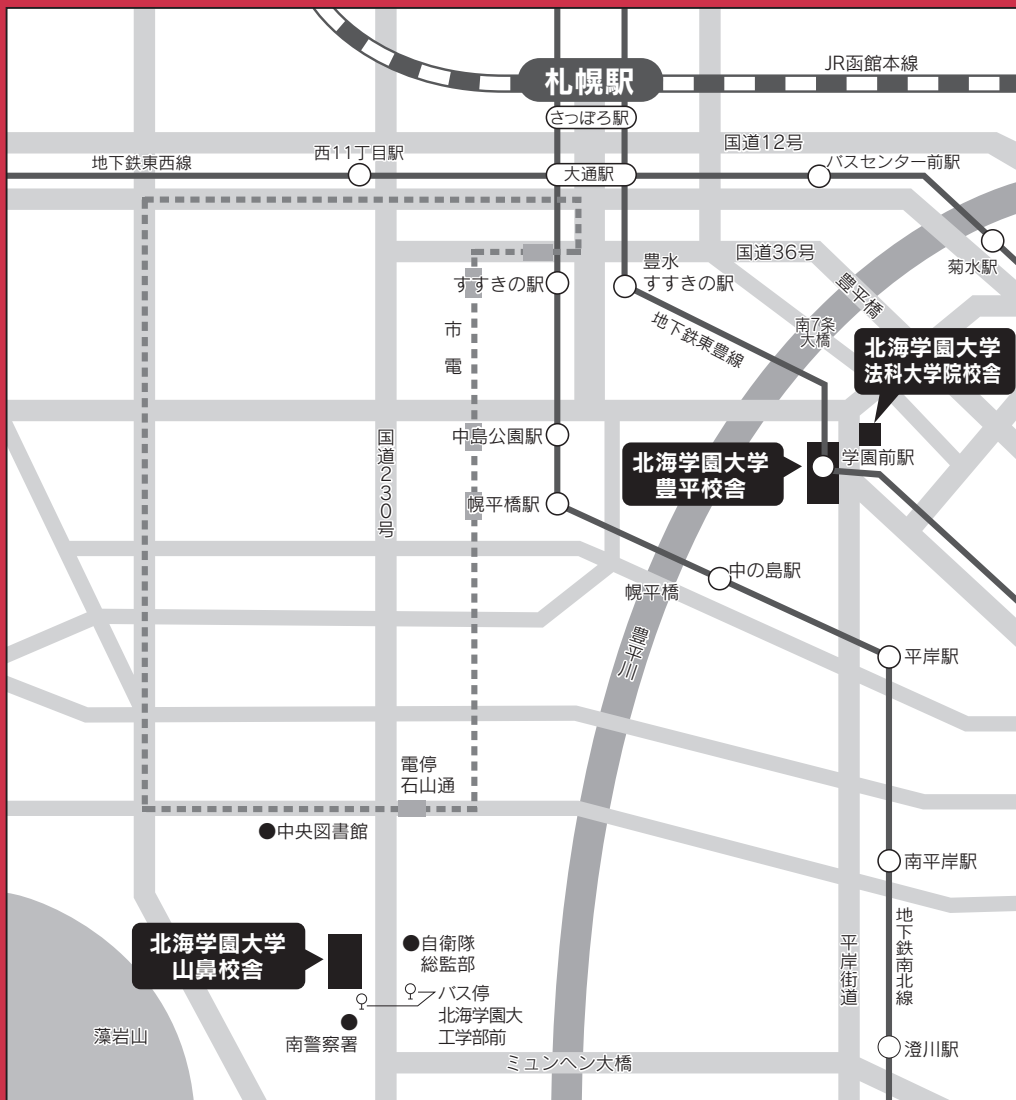 JR函館本線
札幌駅
さっぽろ駅
国道12号
西11丁目駅
地下鉄東西線
大通駅
バスセンター前駅
国道36号
豊水
すすきの駅
菊水駅
すすきの駅
豊平橋
市
電
地下鉄東豊線
南7条
大橋
北海学園大学
法科大学院校舎
中島公園駅
国道230号
北海学園大学
豊平校舎
学園前駅
幌平橋駅
中の島駅
幌平橋
豊平川
平岸駅
電停
石山通
中央図書館
南平岸駅
地下鉄南北線
平岸街道
北海学園大学
山鼻校舎
自衛隊
総監部
バス停
北海学園大
工学部前
南警察署
藻岩山
ミュンヘン大橋
澄川駅